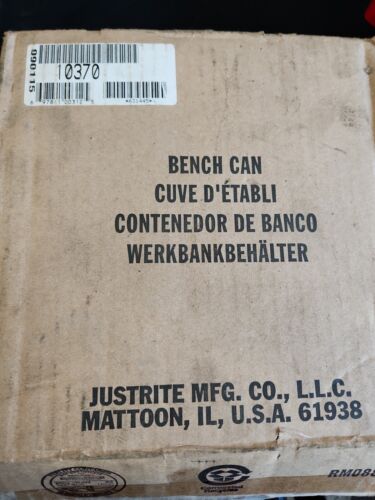 990115
10370
BENCH CAN
CUVE D'ÉTABLI
CONTENEDOR DE BANCO
WERKBANKBEHÄLTER
JUSTRITE MFG. CO., L.L.C.
MATTOON, IL, U.S.A. 61938